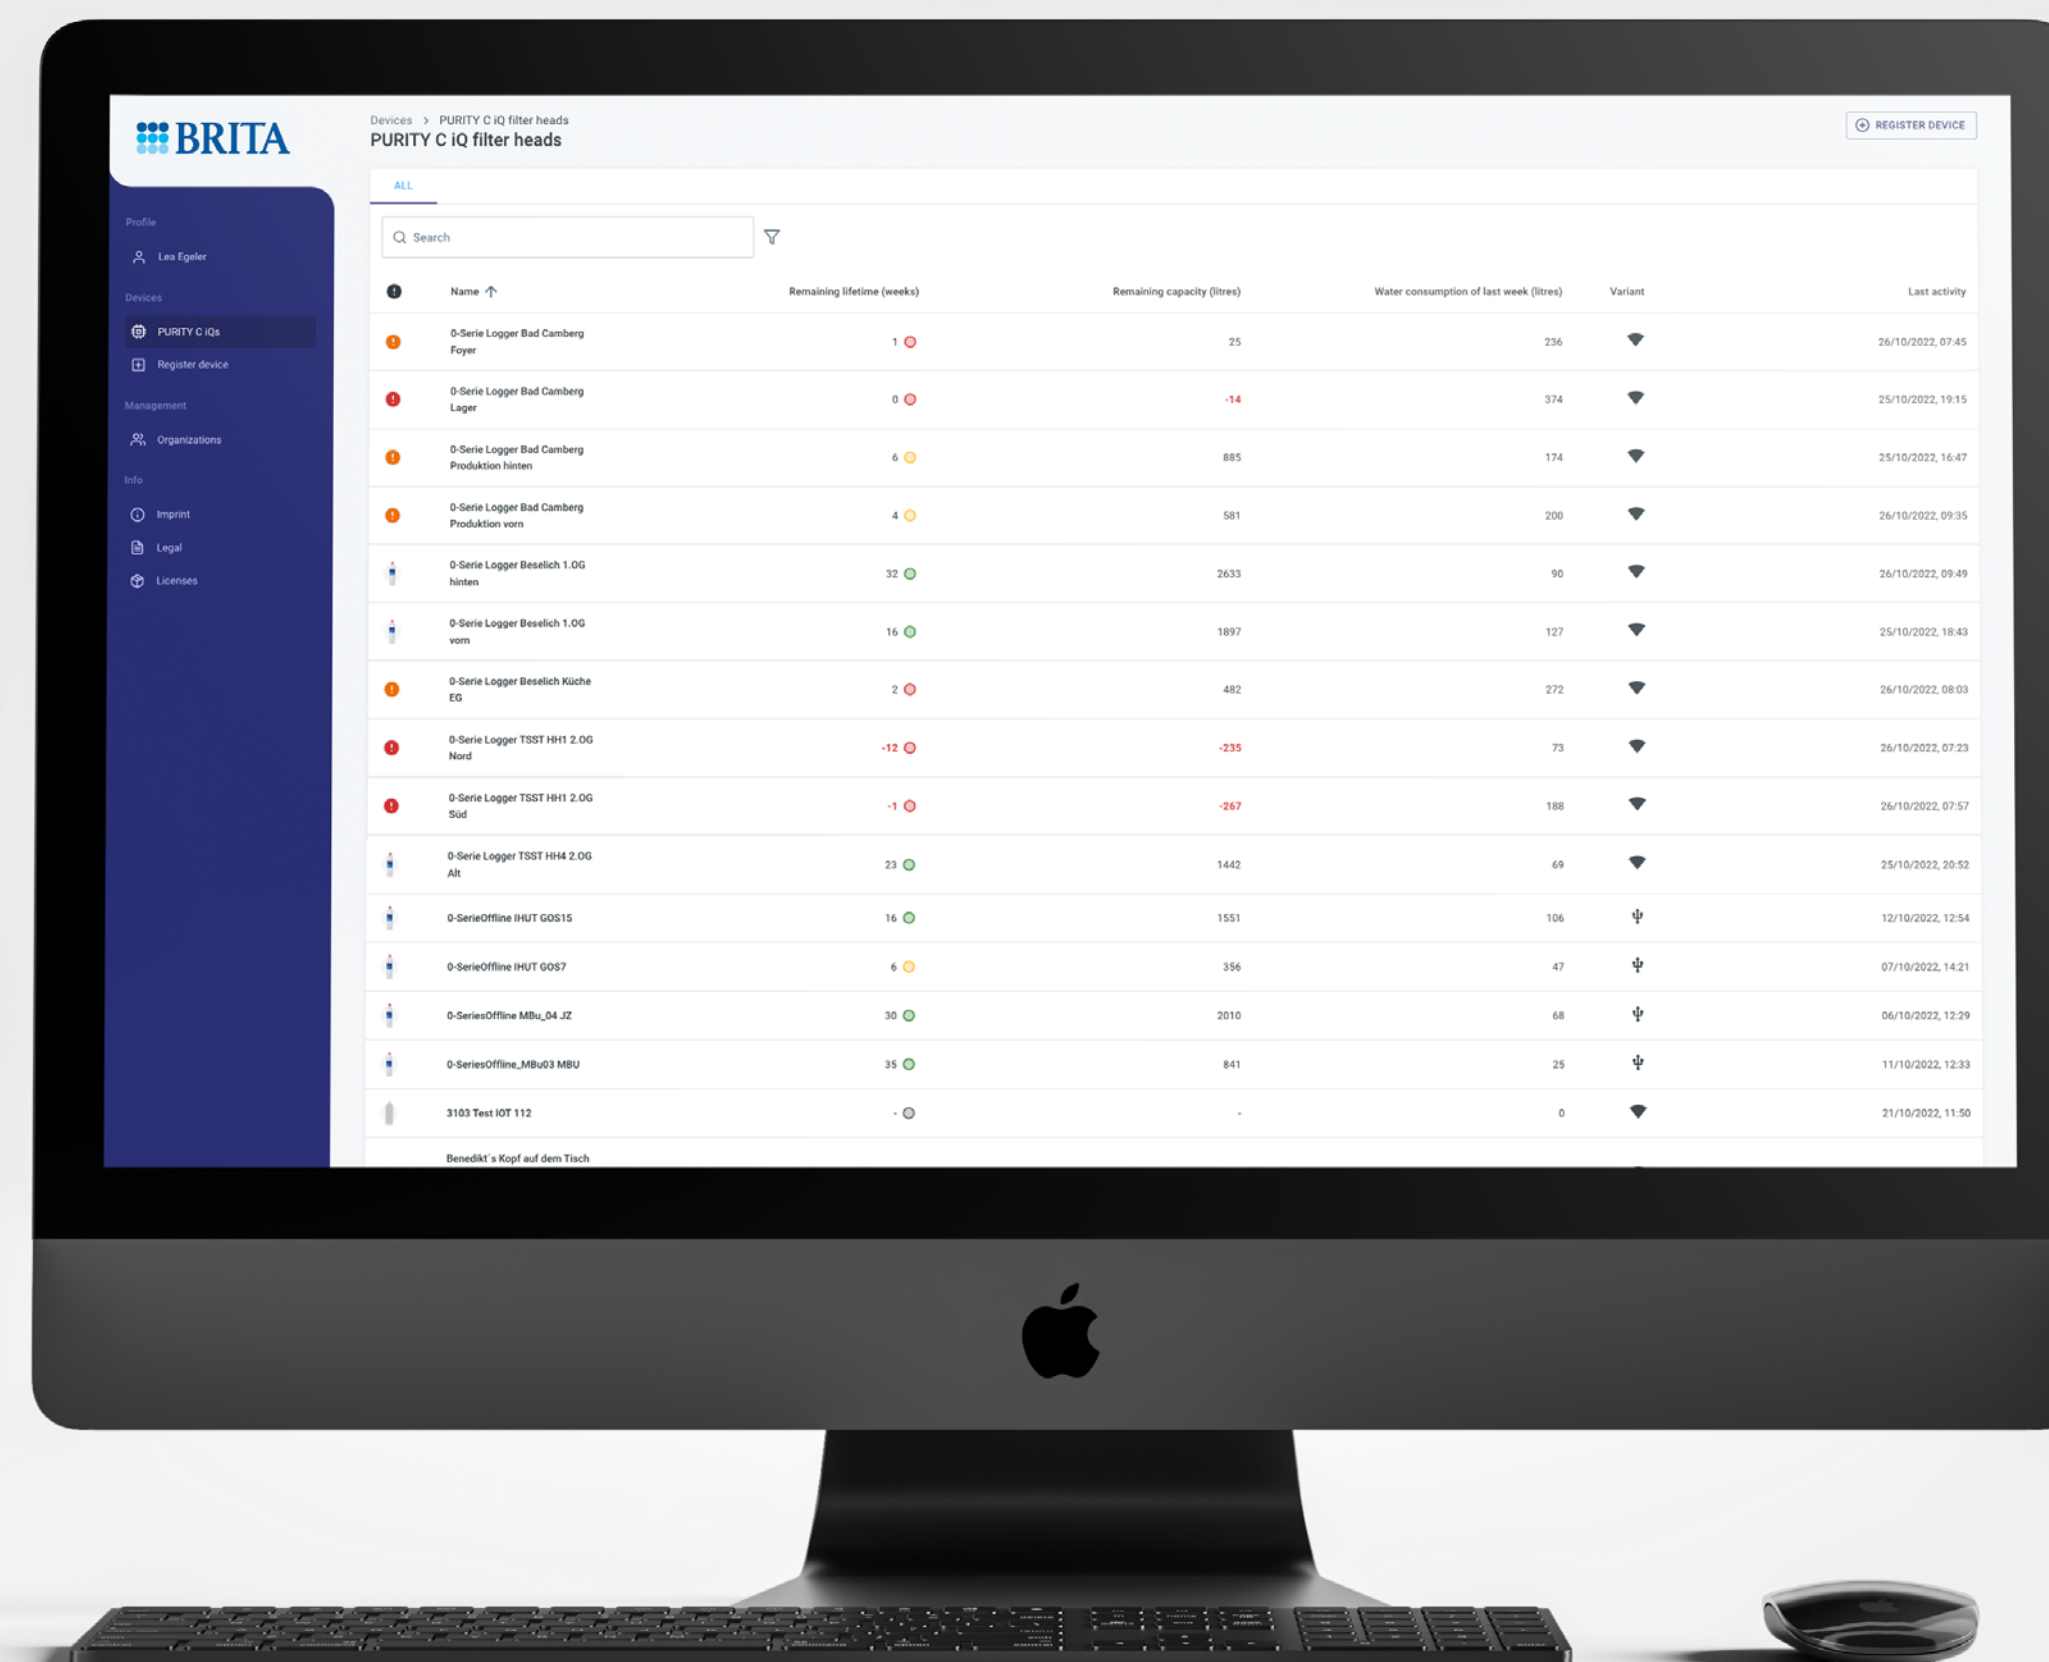 BRITA
Devices > PURITY C iQ filter heads
PURITY C iQ filter heads
REGISTER DEVICE
Profile
Lea Egeler
Devices
PURITY C iQs
Register device
Management
Organizations
Info
Imprint
Legal
Licenses
ALL
Search
Name Remaining lifetime (weeks) Remaining capacity (litres) Water consumption of last week (litres) Variant Last activity
0-Serie Logger Bad Camberg
Foyer
1 25 236 26/10/2022, 07:45
0-Serie Logger Bad Camberg
Lager
0 -14 374 25/10/2022, 19:15
0-Serie Logger Bad Camberg
Produktion hinten
6 885 174 25/10/2022, 16:47
0-Serie Logger Bad Camberg
Produktion vorn
4 581 200 26/10/2022, 09:35
0-Serie Logger Beselich 1.OG
hinten
32 2633 90 26/10/2022, 09:49
0-Serie Logger Beselich 1.OG
vorn
16 1897 127 25/10/2022, 18:43
0-Serie Logger Beselich Küche
EG
2 482 272 26/10/2022, 08:03
0-Serie Logger TSST HH1 2.OG
Nord
-12 -235 73 26/10/2022, 07:23
0-Serie Logger TSST HH1 2.OG
Süd
-1 -267 188 26/10/2022, 07:57
0-Serie Logger TSST HH4 2.OG
Alt
23 1442 69 25/10/2022, 20:52
0-SerieOffline IHUT GOS15 16 1551 106 12/10/2022, 12:54
0-SerieOffline IHUT GOS7 6 356 47 07/10/2022, 14:21
0-SeriesOffline MBu_04 JZ 30 2010 68 06/10/2022, 12:29
0-SeriesOffline_MBu03 MBU 35 841 25 11/10/2022, 12:33
3103 Test IOT 112 - - 0 21/10/2022, 11:50
Benedikt´s Kopf auf dem Tisch